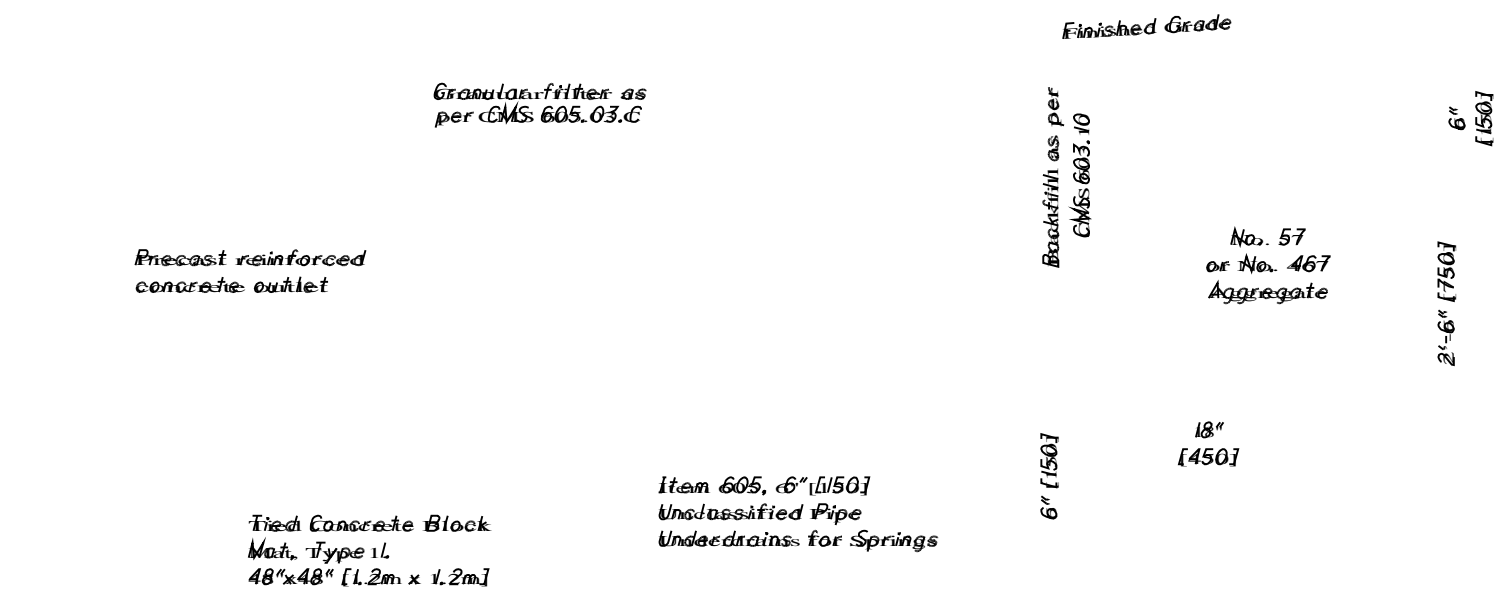 Finished Grade
Granular filter as
per CMS 605.03.C
Backfill as per
CMS 603.10
6"
[150]
No. 57
or No. 467
Aggregate
2'-6" [750]
Precast reinforced
concrete outlet
18"
[450]
6" [150]
Item 605, 6" [150]
Unclassified Pipe
Underdrains for Springs
Tied Concrete Block
Mat, Type 1.
48"x48" [1.2m x 1.2m]